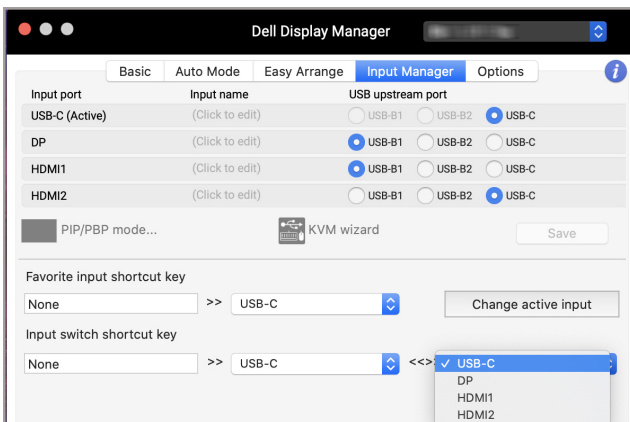 Dell Display Manager
Basic Auto Mode Easy Arrange Input Manager Options i
Input port Input name USB upstream port
USB-C (Active) (Click to edit) USB-B1 USB-B2 USB-C
DP (Click to edit) USB-B1 USB-B2 USB-C
HDMI1 (Click to edit) USB-B1 USB-B2 USB-C
HDMI2 (Click to edit) USB-B1 USB-B2 USB-C
PIP/PBP mode... KVM wizard Save
Favorite input shortcut key
None >> USB-C Change active input
Input switch shortcut key
None >> USB-C <<>> ✓ USB-C
DP
HDMI1
HDMI2